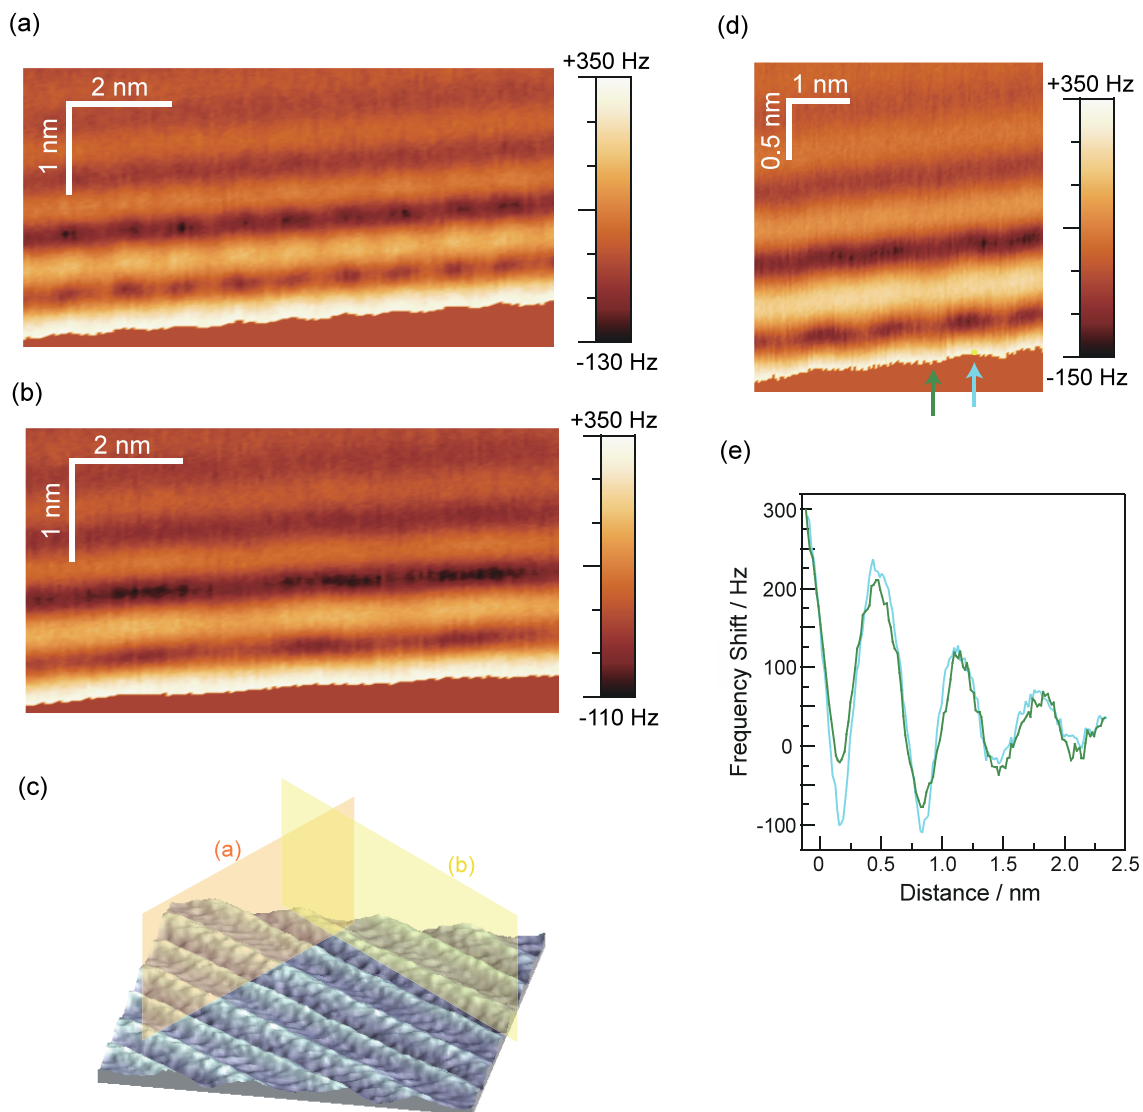 (a)
+350 Hz
2 nm
1 nm
-130 Hz
(b)
+350 Hz
2 nm
1 nm
-110 Hz
(c)
(a)
(b)
(d)
+350 Hz
1 nm
0.5 nm
-150 Hz
(e)
300
200
100
0
-100
Frequency Shift / Hz
0 0.5 1.0 1.5 2.0 2.5
Distance / nm